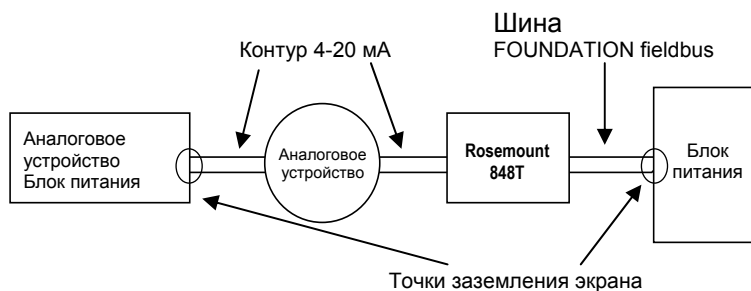 Шина
FOUNDATION fieldbus
Контур 4-20 мА
Аналоговое
устройство
Блок питания
Аналоговое
устройство
Rosemount
848T
Блок
питания
Точки заземления экрана